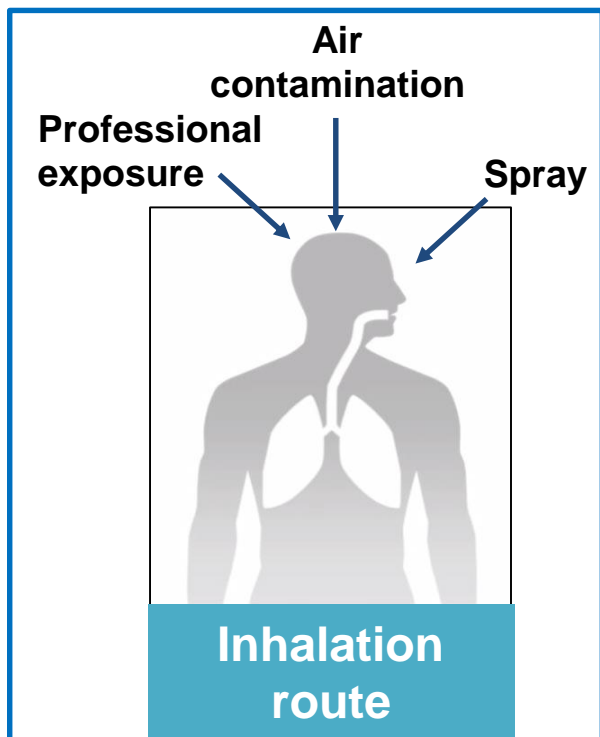 Air
contamination
Professional
exposure
Spray
Inhalation
route